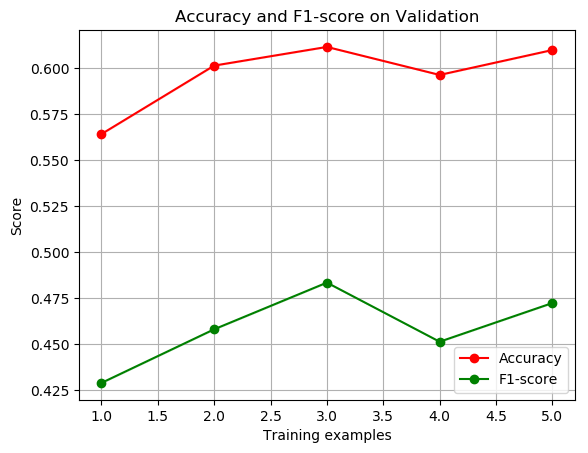 Accuracy and F1-score on Validation
0.600
0.575
0.550
0.525
0.500
0.475
0.450
0.425
Score
1.0 1.5 2.0 2.5 3.0 3.5 4.0 4.5 5.0
Training examples
Accuracy
F1-score